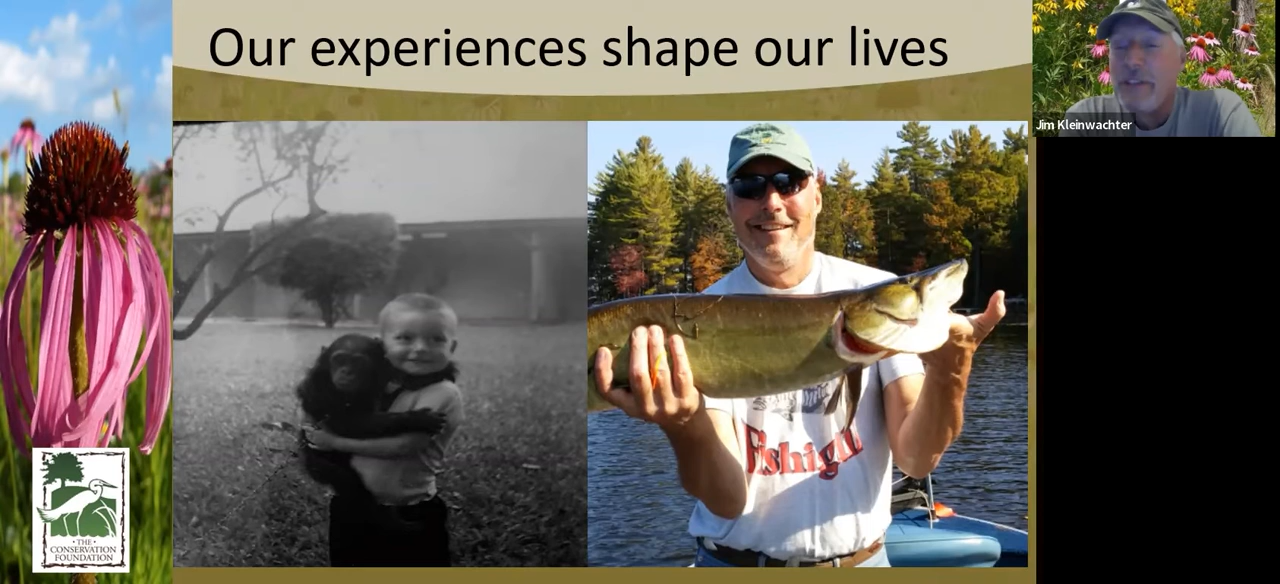 Our experiences shape our lives
Jim Kleinwachter
Fishigan
• THE •
CONSERVATION
FOUNDATION